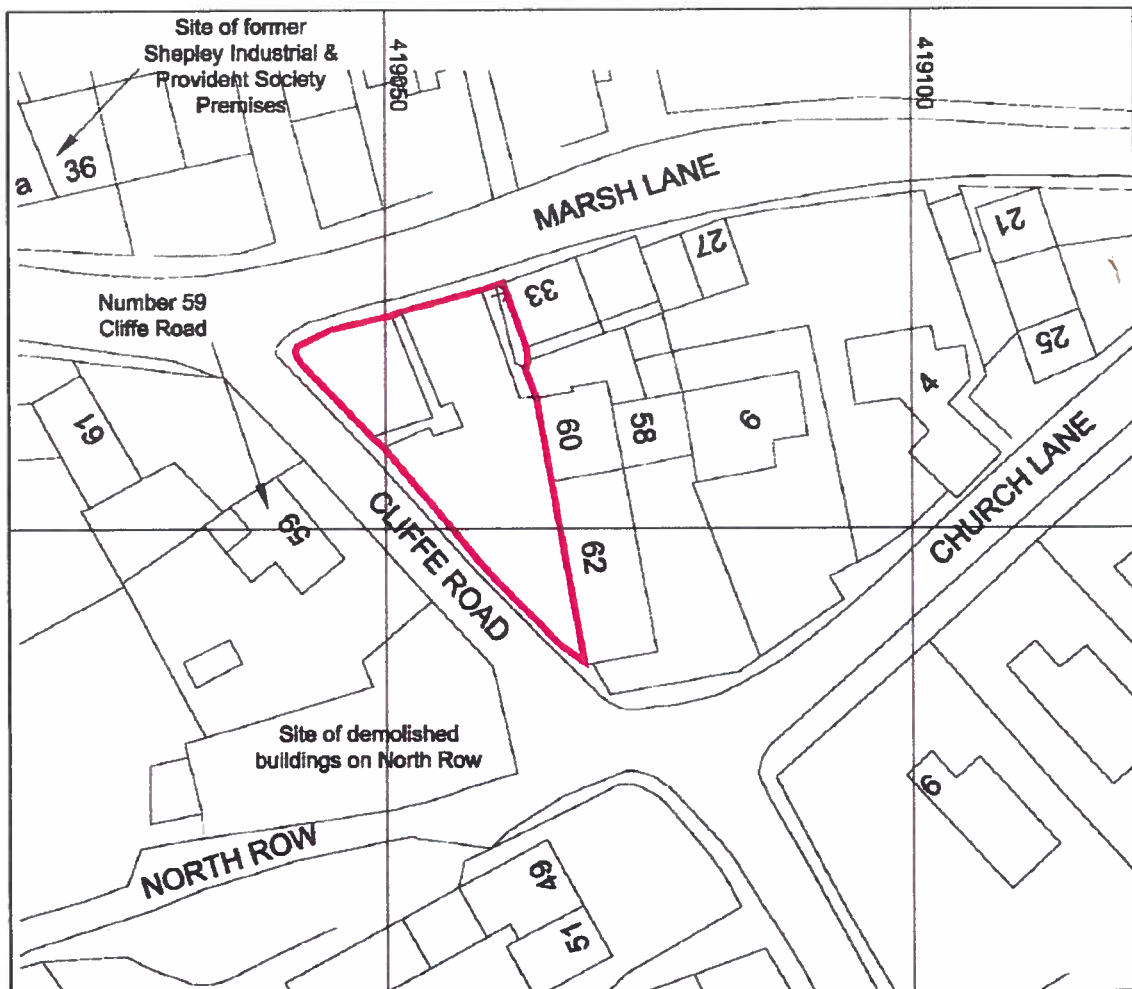 Site of former
Shepley Industrial &
Provident Society
Premises
419050
419100
a
36
MARSH LANE
21
27
33
Number 59
Cliffe Road
25
4
61
60
58
9
CHURCH LANE
59
CLIFFE ROAD
62
Site of demolished
buildings on North Row
9
NORTH ROW
49
51